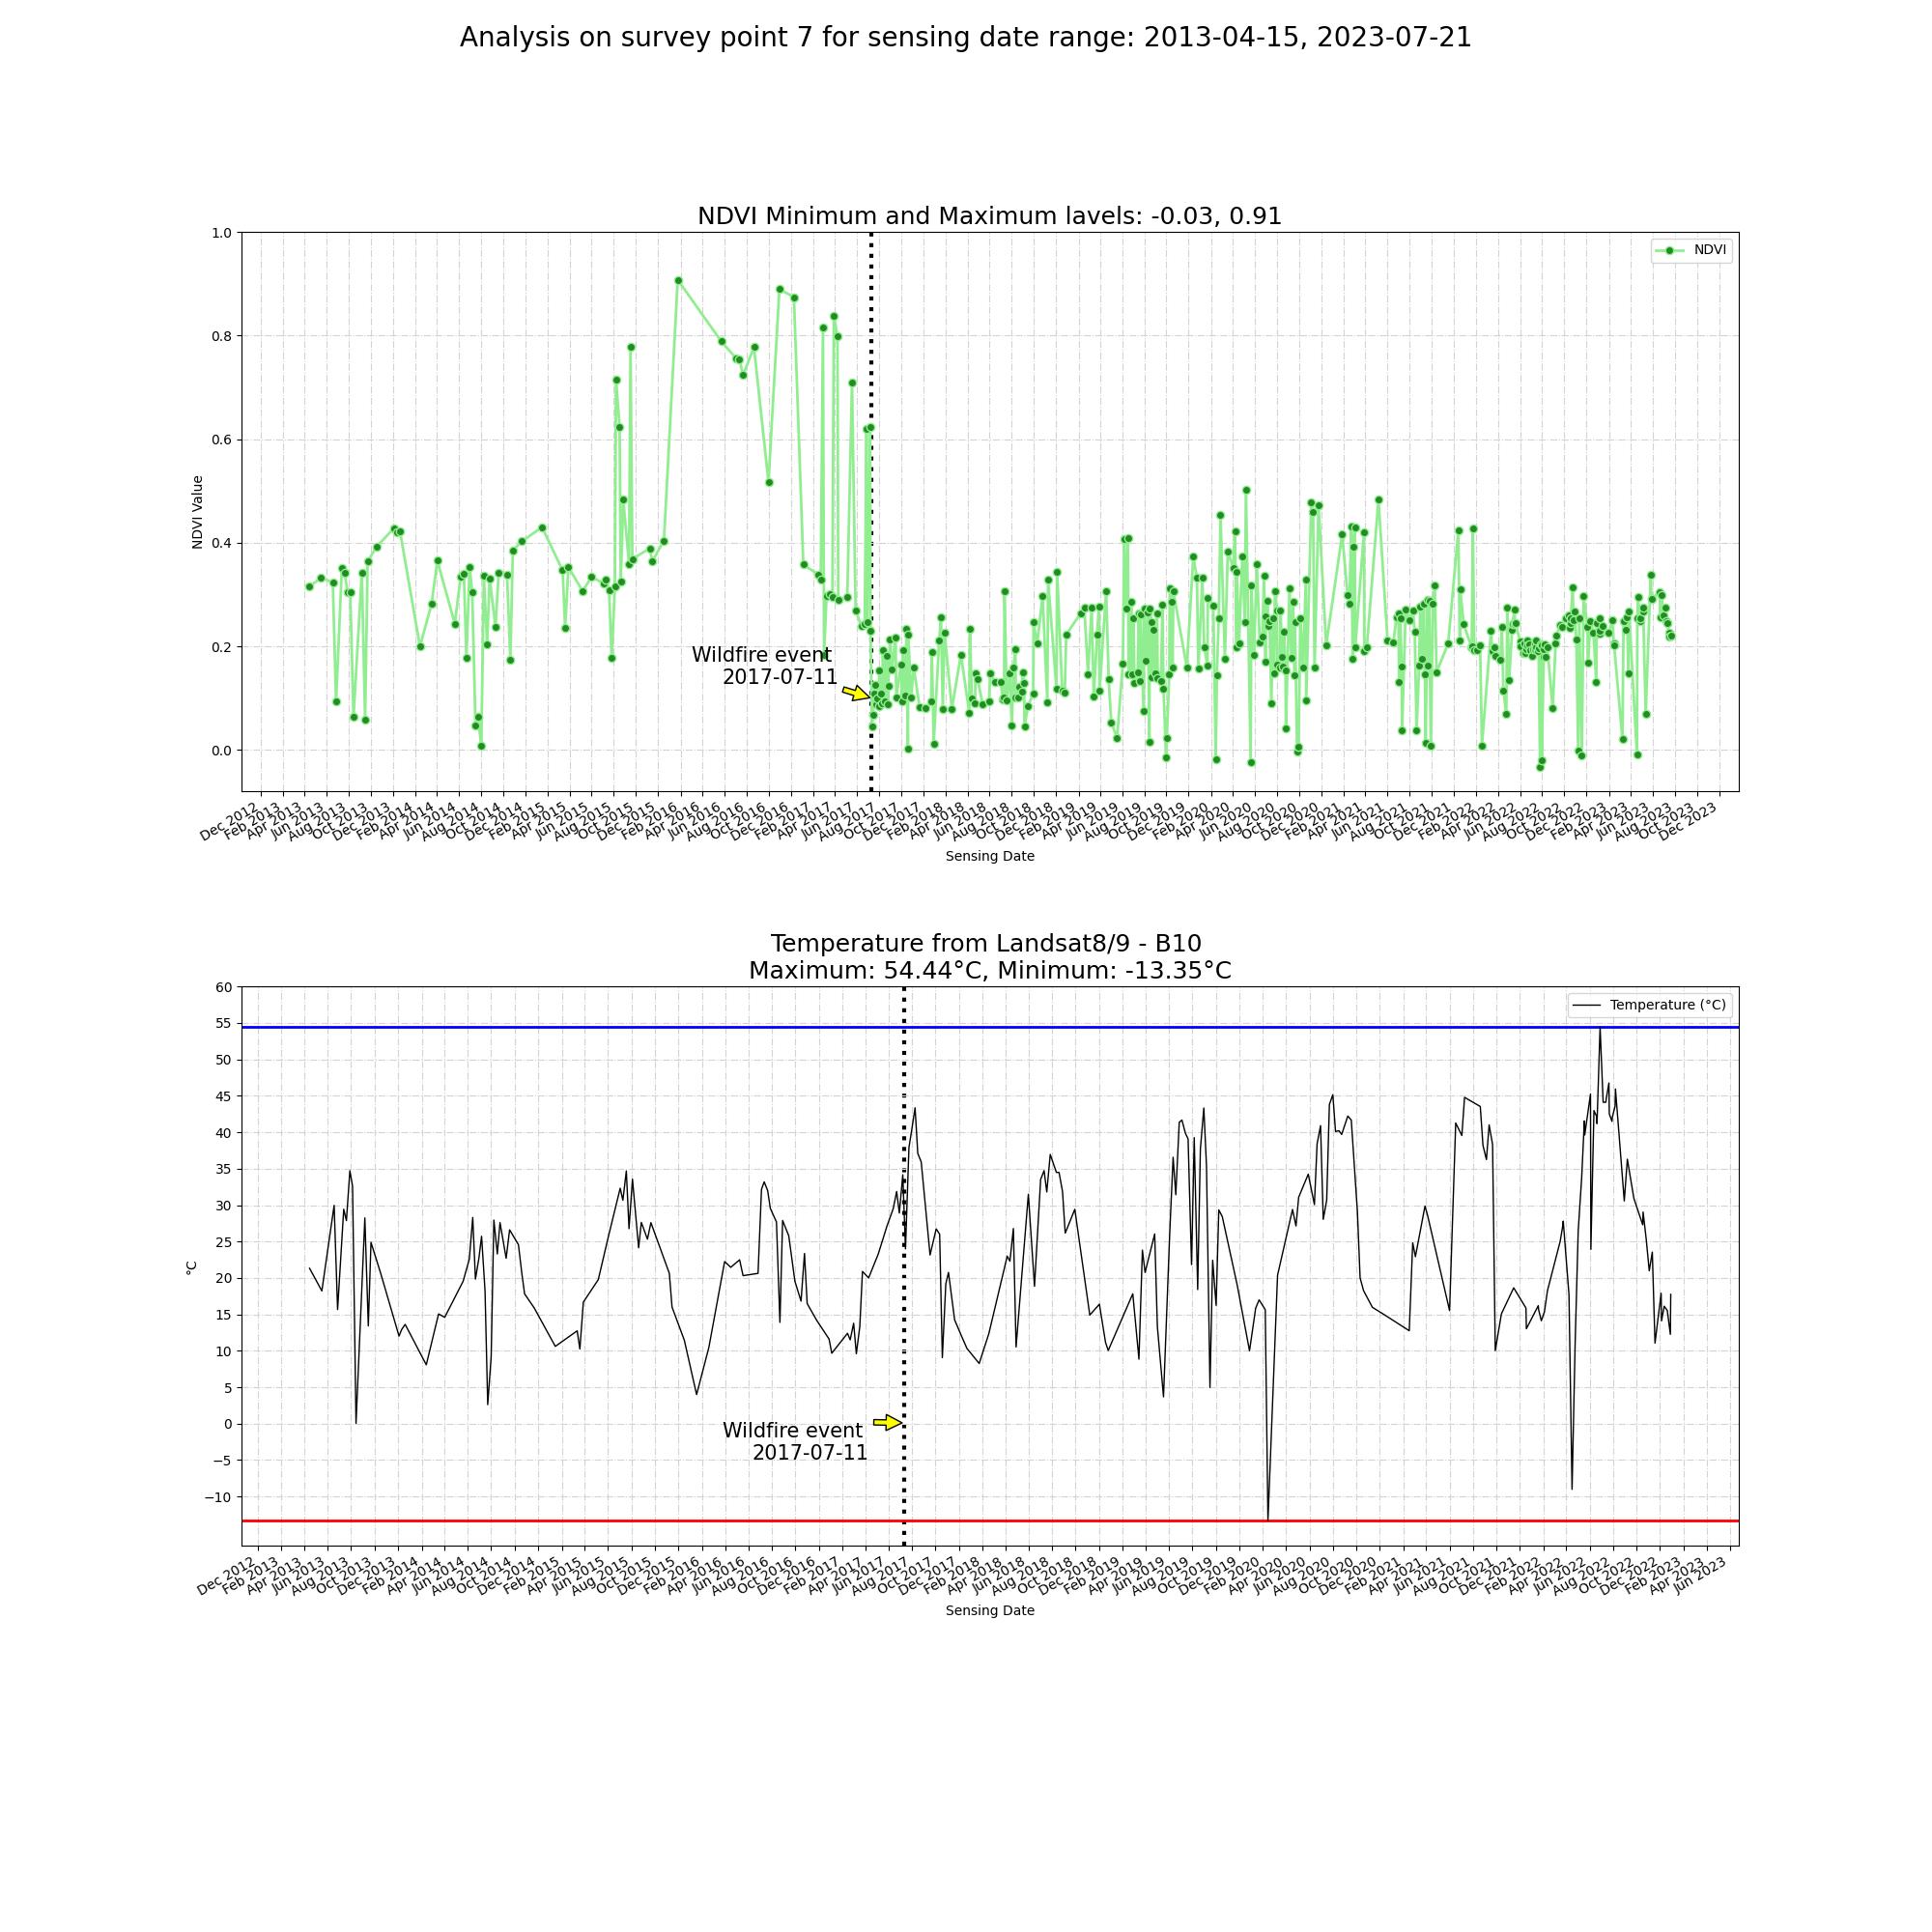 Analysis on survey point 7 for sensing date range: 2013-04-15, 2023-07-21
NDVI Minimum and Maximum lavels: -0.03, 0.91
NDVI
1.0
0.8
0.6
0.4
0.2
0.0
NDVI Value
Wildfire event
2017-07-11
Dec 2012
Feb 2013
Apr 2013
Jun 2013
Aug 2013
Oct 2013
Dec 2013
Feb 2014
Apr 2014
Jun 2014
Aug 2014
Oct 2014
Dec 2014
Feb 2015
Apr 2015
Jun 2015
Aug 2015
Oct 2015
Dec 2015
Feb 2016
Apr 2016
Jun 2016
Aug 2016
Oct 2016
Dec 2016
Feb 2017
Apr 2017
Jun 2017
Aug 2017
Oct 2017
Dec 2017
Feb 2018
Apr 2018
Jun 2018
Aug 2018
Oct 2018
Dec 2018
Feb 2019
Apr 2019
Jun 2019
Aug 2019
Oct 2019
Dec 2019
Feb 2020
Apr 2020
Jun 2020
Aug 2020
Oct 2020
Dec 2020
Feb 2021
Apr 2021
Jun 2021
Aug 2021
Oct 2021
Dec 2021
Feb 2022
Apr 2022
Jun 2022
Aug 2022
Oct 2022
Dec 2022
Feb 2023
Apr 2023
Jun 2023
Aug 2023
Oct 2023
Dec 2023
Sensing Date
Temperature from Landsat8/9 - B10
Maximum: 54.44°C, Minimum: -13.35°C
Temperature (°C)
60
55
50
45
40
35
30
25
20
15
10
5
0
−5
−10
°C
Wildfire event
2017-07-11
Dec 2012
Feb 2013
Apr 2013
Jun 2013
Aug 2013
Oct 2013
Dec 2013
Feb 2014
Apr 2014
Jun 2014
Aug 2014
Oct 2014
Dec 2014
Feb 2015
Apr 2015
Jun 2015
Aug 2015
Oct 2015
Dec 2015
Feb 2016
Apr 2016
Jun 2016
Aug 2016
Oct 2016
Dec 2016
Feb 2017
Apr 2017
Jun 2017
Aug 2017
Oct 2017
Dec 2017
Feb 2018
Apr 2018
Jun 2018
Aug 2018
Oct 2018
Dec 2018
Feb 2019
Apr 2019
Jun 2019
Aug 2019
Oct 2019
Dec 2019
Feb 2020
Apr 2020
Jun 2020
Aug 2020
Oct 2020
Dec 2020
Feb 2021
Apr 2021
Jun 2021
Aug 2021
Oct 2021
Dec 2021
Feb 2022
Apr 2022
Jun 2022
Aug 2022
Oct 2022
Dec 2022
Feb 2023
Apr 2023
Jun 2023
Sensing Date